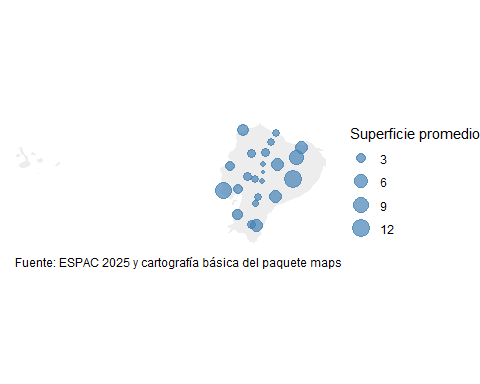 Superficie promedio
3
6
9
12
Fuente: ESPAC 2025 y cartografía básica del paquete maps